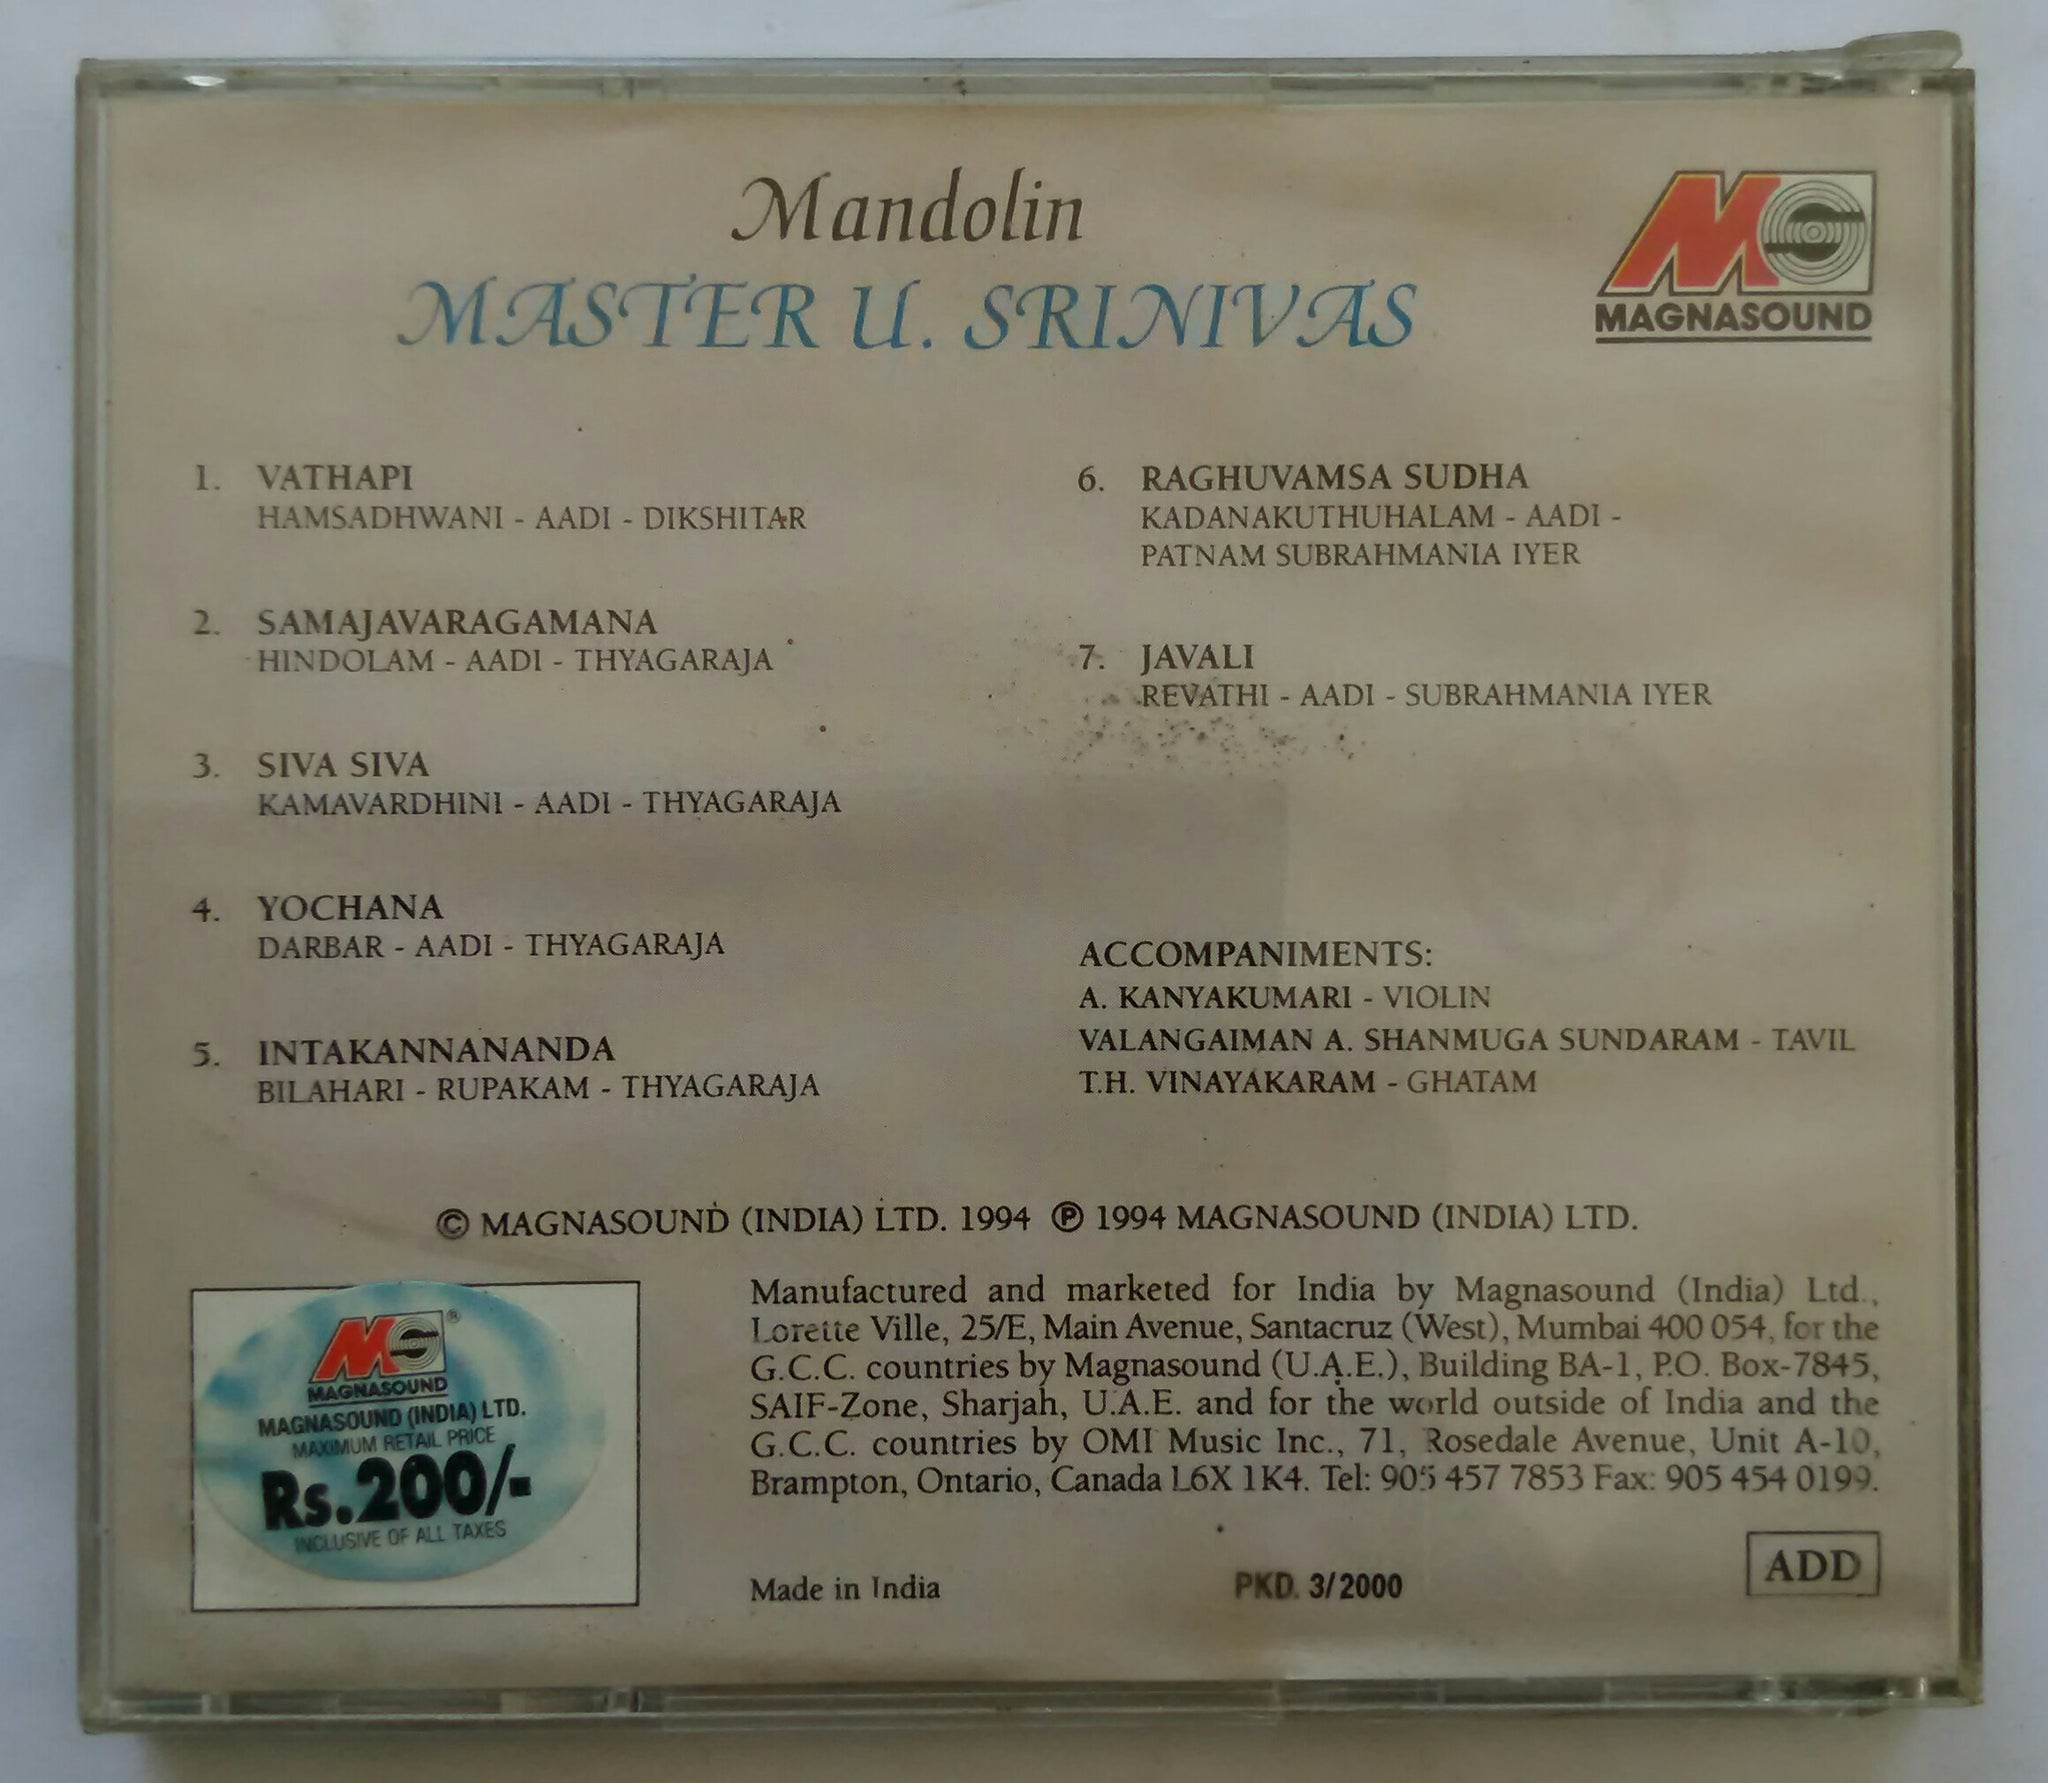 Mandolin
MASTER U. SRINIVAS
MAGNASOUND
1. VATHAPI
HAMSADHWANI - AADI - DIKSHITAR
2. SAMAJAVARAGAMANA
HINDOLAM - AADI - THYAGARAJA
3. SIVA SIVA
KAMAVARDHINI - AADI - THYAGARAJA
4. YOCHANA
DARBAR - AADI - THYAGARAJA
5. INTAKANNANANDA
BILAHARI - RUPAKAM - THYAGARAJA
6. RAGHUVAMSA SUDHA
KADANAKUTHUHALAM - AADI -
PATNAM SUBRAHMANIA IYER
7. JAVALI
REVATHI - AADI - SUBRAHMANIA IYER
ACCOMPANIMENTS:
A. KANYAKUMARI - VIOLIN
VALANGAIMAN A. SHANMUGA SUNDARAM - TAVIL
T.H. VINAYAKARAM - GHATAM
© MAGNASOUND (INDIA) LTD. 1994 ℗ 1994 MAGNASOUND (INDIA) LTD.
MAGNASOUND ®
MAGNASOUND (INDIA) LTD.
MAXIMUM RETAIL PRICE
Rs.200/-
INCLUSIVE OF ALL TAXES
Manufactured and marketed for India by Magnasound (India) Ltd.,
Lorette Ville, 25/E, Main Avenue, Santacruz (West), Mumbai 400 054, for the
G.C.C. countries by Magnasound (U.A.E.), Building BA-1, P.O. Box-7845,
SAIF-Zone, Sharjah, U.A.E. and for the world outside of India and the
G.C.C. countries by OMI Music Inc., 71, Rosedale Avenue, Unit A-10,
Brampton, Ontario, Canada L6X 1K4. Tel: 905 457 7853 Fax: 905 454 0199.
Made in India
PKD. 3/2000
ADD